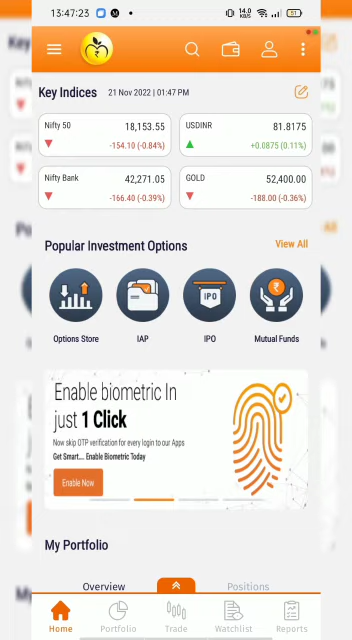 13:47:23
14.0 KB/S
51
Key Indices 21 Nov 2022 | 01:47 PM
Nifty 50 18,153.55
-154.10 (-0.84%)
USDINR 81.8175
+0.0875 (0.11%)
Nifty Bank 42,271.05
-166.40 (-0.39%)
GOLD 52,400.00
-188.00 (-0.36%)
Popular Investment Options View All
IPO
Options Store IAP IPO Mutual Funds
Enable biometric In
just 1 Click
Now skip OTP verification for every login to our Apps
Get Smart.... Enable Biometric Today
Enable Now
My Portfolio
Overview Positions
Home Portfolio Trade Watchlist Reports